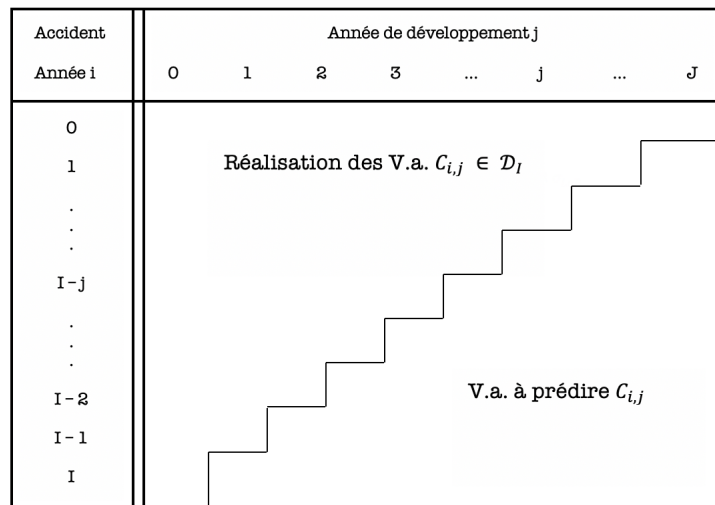 Accident Année de développement j
Année i 0 1 2 3 ... j ... J
0
1 Réalisation des V.a. C_{i,j} ∈ 𝒟_I
.
.
.
I-j
.
.
.
I-2 V.a. à prédire C_{i,j}
I-1
I